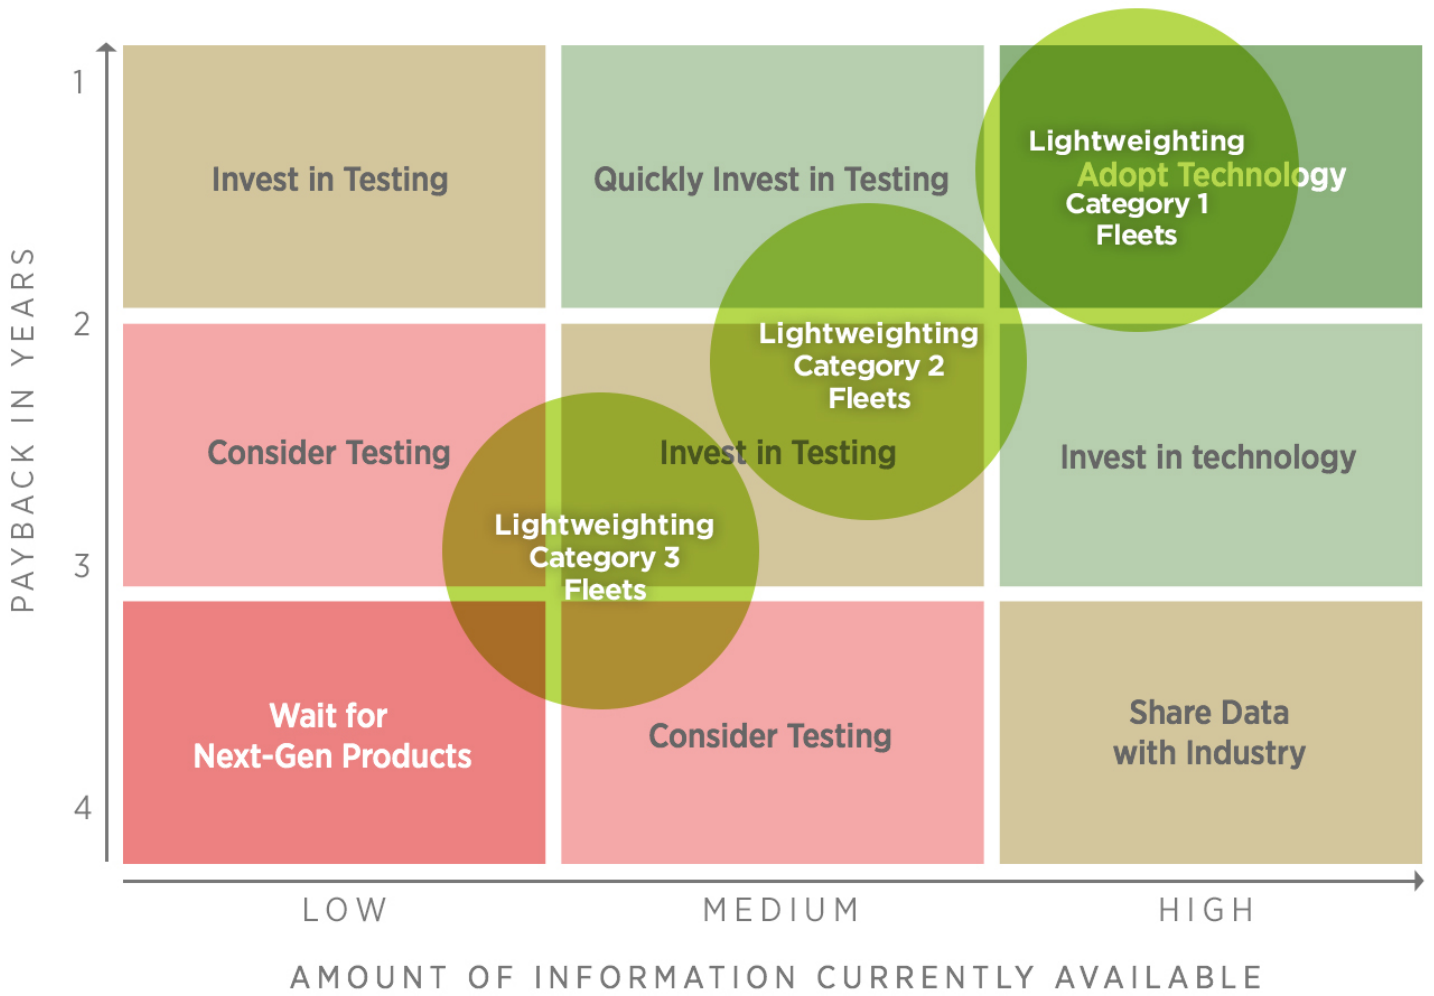 PAYBACK IN YEARS
1
2
3
4
Invest in Testing
Quickly Invest in Testing
Lightweighting
Adopt Technology
Category 1
Fleets
Lightweighting
Category 2
Fleets
Consider Testing
Invest in Testing
Invest in technology
Lightweighting
Category 3
Fleets
Wait for
Next-Gen Products
Consider Testing
Share Data
with Industry
LOW
MEDIUM
HIGH
AMOUNT OF INFORMATION CURRENTLY AVAILABLE